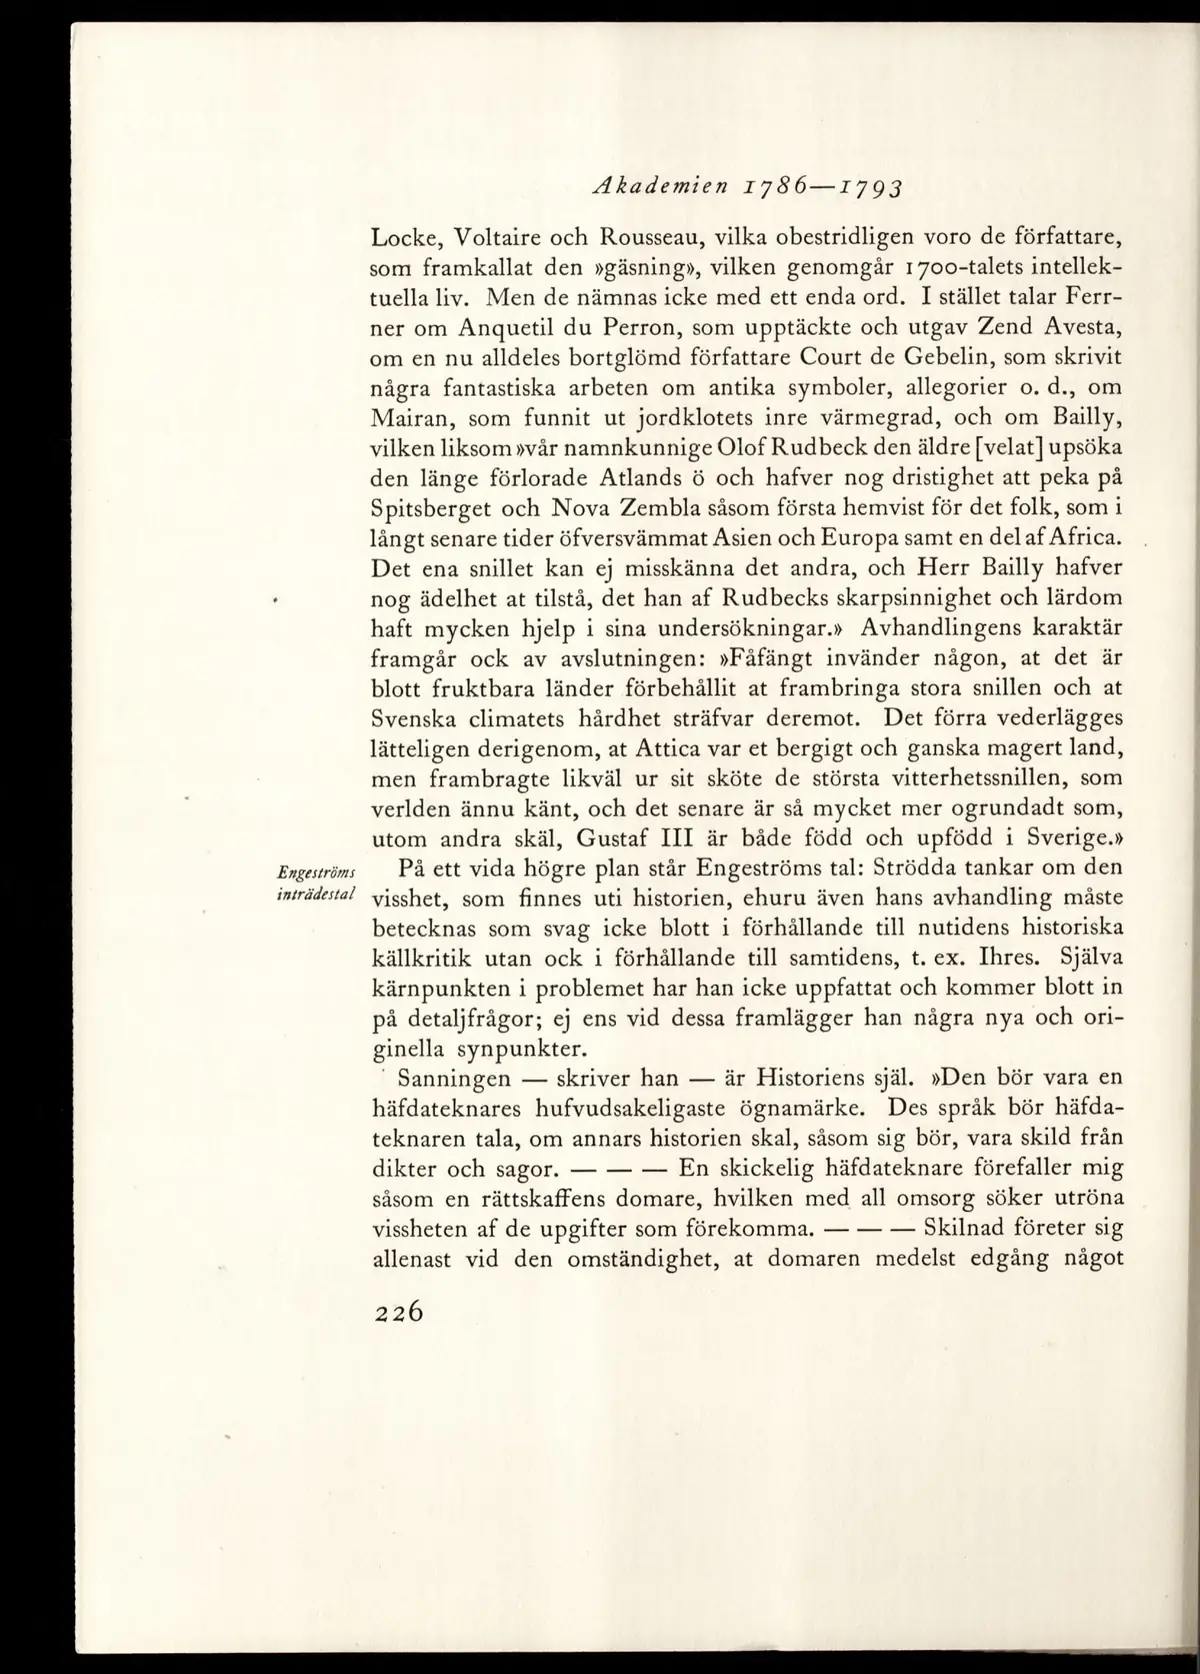 Akademien 1786—1793
Locke, Voltaire och Rousseau, vilka obestridligen voro de författare,
som framkallat den »gäsning», vilken genomgår 1700-talets intellek-
tuella liv. Men de nämnas icke med ett enda ord. I stället talar Ferr-
ner om Anquetil du Perron, som upptäckte och utgav Zend Avesta,
om en nu alldeles bortglömd författare Court de Gebelin, som skrivit
några fantastiska arbeten om antika symboler, allegorier o. d., om
Mairan, som funnit ut jordklotets inre värmegrad, och om Bailly,
vilken liksom »vår namnkunnige Olof Rudbeck den äldre [velat] upsöka
den länge förlorade Atlands ö och hafver nog dristighet att peka på
Spitsberget och Nova Zembla såsom första hemvist för det folk, som i
långt senare tider öfversvämmat Asien och Europa samt en del af Africa.
Det ena snillet kan ej misskänna det andra, och Herr Bailly hafver
nog ädelhet at tilstå, det han af Rudbecks skarpsinnighet och lärdom
haft mycken hjelp i sina undersökningar.» Avhandlingens karaktär
framgår ock av avslutningen: »Fåfängt invänder någon, at det är
blott fruktbara länder förbehållit at frambringa stora snillen och at
Svenska climatets hårdhet sträfvar deremot. Det förra vederlägges
lätteligen derigenom, at Attica var et bergigt och ganska magert land,
men frambragte likväl ur sit sköte de största vitterhetssnillen, som
verlden ännu känt, och det senare är så mycket mer ogrundadt som,
utom andra skäl, Gustaf III är både född och upfödd i Sverige.»
Engeströms
inträdestal
På ett vida högre plan står Engeströms tal: Strödda tankar om den
visshet, som finnes uti historien, ehuru även hans avhandling måste
betecknas som svag icke blott i förhållande till nutidens historiska
källkritik utan ock i förhållande till samtidens, t. ex. Ihres. Själva
kärnpunkten i problemet har han icke uppfattat och kommer blott in
på detaljfrågor; ej ens vid dessa framlägger han några nya och ori-
ginella synpunkter.
Sanningen — skriver han — är Historiens själ. »Den bör vara en
häfdateknares hufvudsakeligaste ögnamärke. Des språk bör häfda-
teknaren tala, om annars historien skal, såsom sig bör, vara skild från
dikter och sagor. — — — En skickelig häfdateknare förefaller mig
såsom en rättskaffens domare, hvilken med all omsorg söker utröna
vissheten af de upgifter som förekomma. — — — Skilnad företer sig
allenast vid den omständighet, at domaren medelst edgång något
226